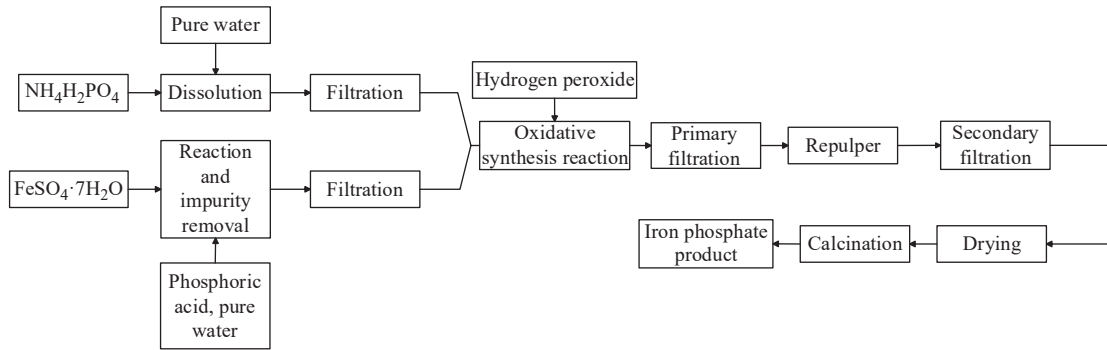 Pure water
NH₄H₂PO₄
Dissolution
Filtration
Hydrogen peroxide
Oxidative
synthesis reaction
Primary
filtration
Repulper
Secondary
filtration
FeSO₄·7H₂O
Reaction
and
impurity
removal
Filtration
Phosphoric
acid, pure
water
Iron phosphate
product
Calcination
Drying